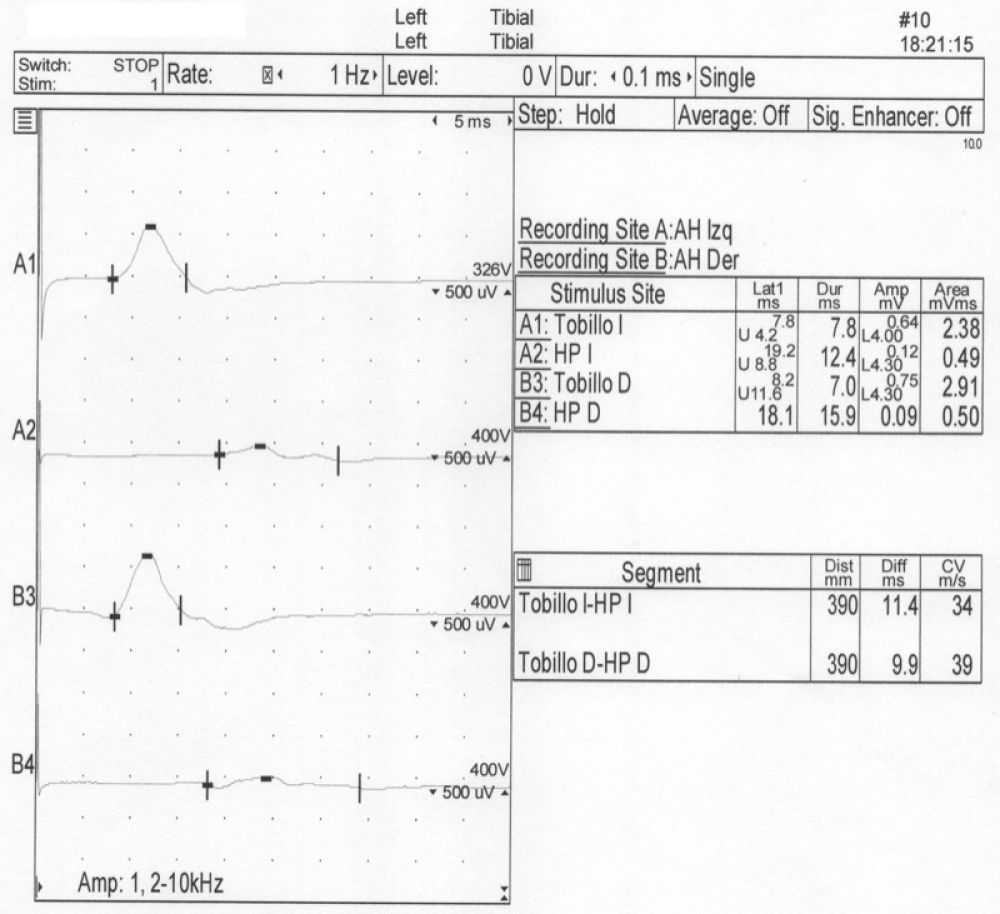 Left Tibial #10
Left Tibial 18:21:15
Switch: STOP Rate: 1 Hz Level: 0 V Dur: 0.1 ms Single
Stim: 1
5 ms Step: Hold Average: Off Sig. Enhancer: Off
10.0
Recording Site A:AH Izq
Recording Site B:AH Der
A1 326V
500 uV
Stimulus Site Lat1 ms Dur ms Amp mV Area mVms
A1: Tobillo I 7.8 U 4.2 7.8 0.64 L4.00 2.38
A2: HP I 19.2 U 8.8 12.4 0.12 L4.30 0.49
B3: Tobillo D 8.2 U11.6 7.0 0.75 L4.30 2.91
B4: HP D 18.1 15.9 0.09 0.50
A2 400V
500 uV
B3 400V
500 uV
Segment Dist mm Diff ms CV m/s
Tobillo I-HP I 390 11.4 34
Tobillo D-HP D 390 9.9 39
B4 400V
500 uV
Amp: 1, 2-10kHz